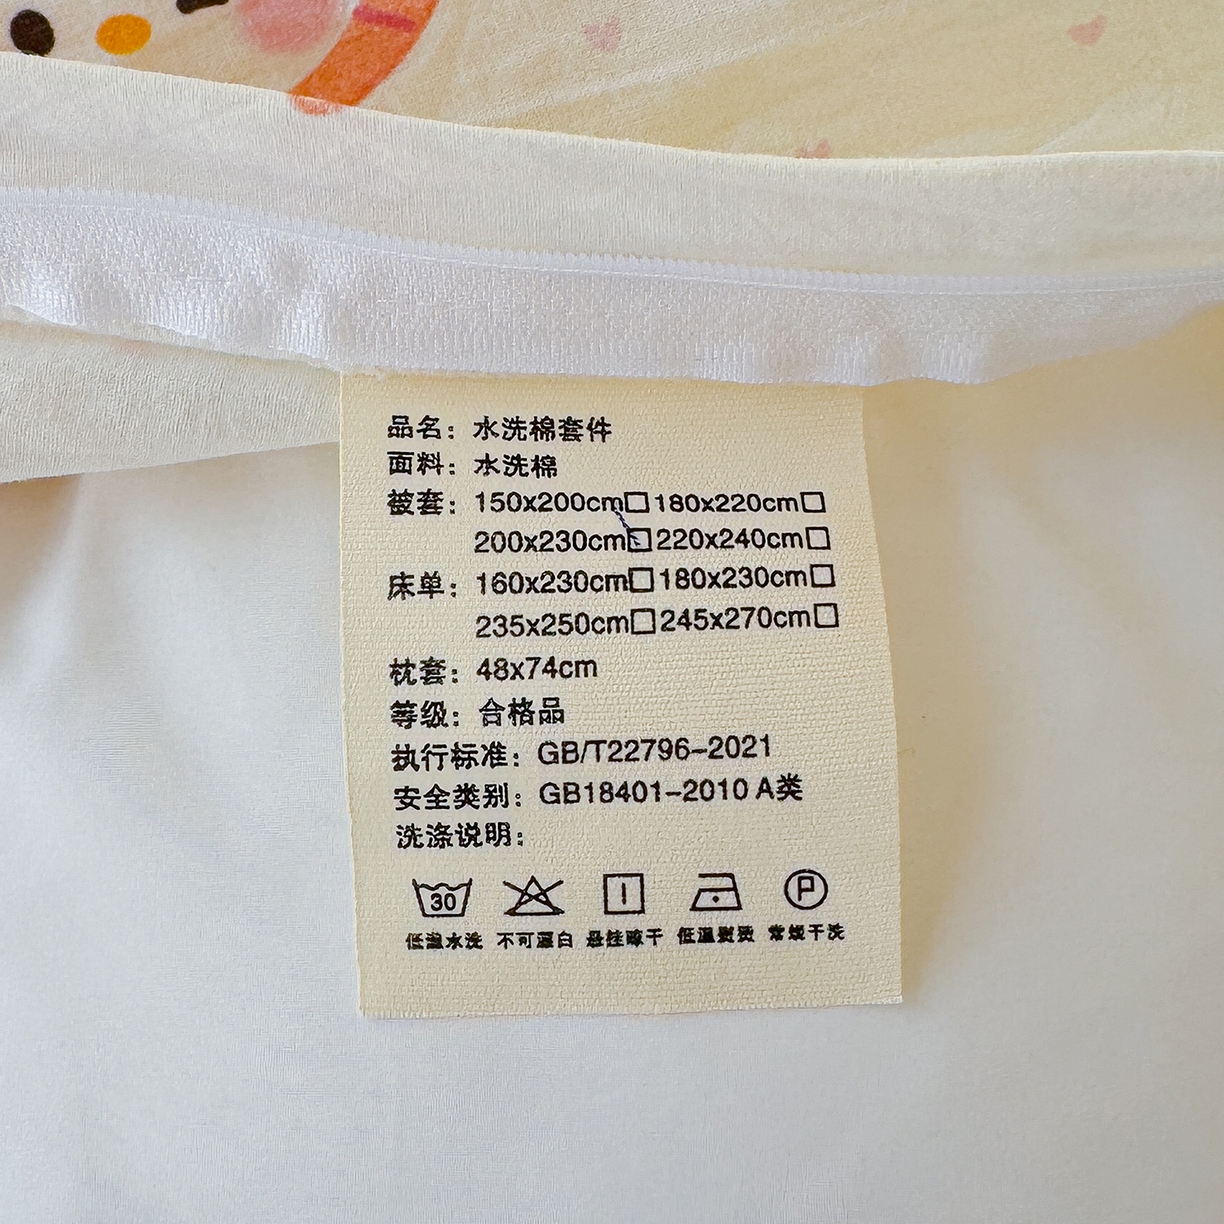 品名：水洗棉套件
面料：水洗棉
被套：150x200cm□180x220cm□
200x230cm□220x240cm□
床单：160x230cm□180x230cm□
235x250cm□245x270cm□
枕套：48x74cm
等级：合格品
执行标准：GB/T22796-2021
安全类别：GB18401-2010 A类
洗涤说明：
30 P
低温水洗 不可漂白 悬挂晾干 低温熨烫 常规干洗